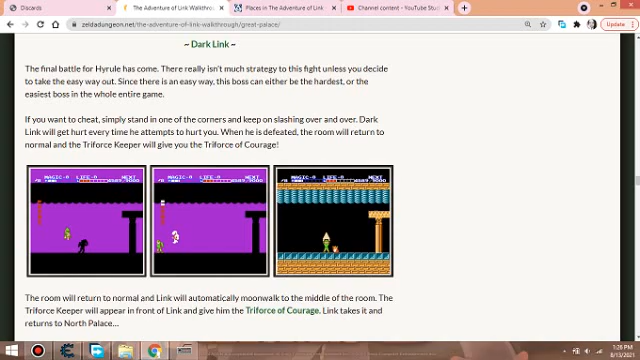 Discards
The Adventure of Link Walkthrou
Places in The Adventure of Link
Channel content - YouTube Stu
zeldadungeon.net/the-adventure-of-link-walkthrough/great-palace/
Update
~ Dark Link ~
The final battle for Hyrule has come. There really isn't much strategy to this fight unless you decide
to take the easy way out. Since there is an easy way, this boss can either be the hardest, or the
easiest boss in the whole entire game.
If you want to cheat, simply stand in one of the corners and keep on slashing over and over. Dark
Link will get hurt every time he attempts to hurt you. When he is defeated, the room will return to
normal and the Triforce Keeper will give you the Triforce of Courage!
MAGIC-8 LIFE-8 NEXT
MAGIC-8 LIFE-8 NEXT
MAGIC-8 LIFE-8 NEXT
The room will return to normal and Link will automatically moonwalk to the middle of the room. The
Triforce Keeper will appear in front of Link and give him the Triforce of Courage. Link takes it and
returns to North Palace…
1:26 PM
8/13/2021